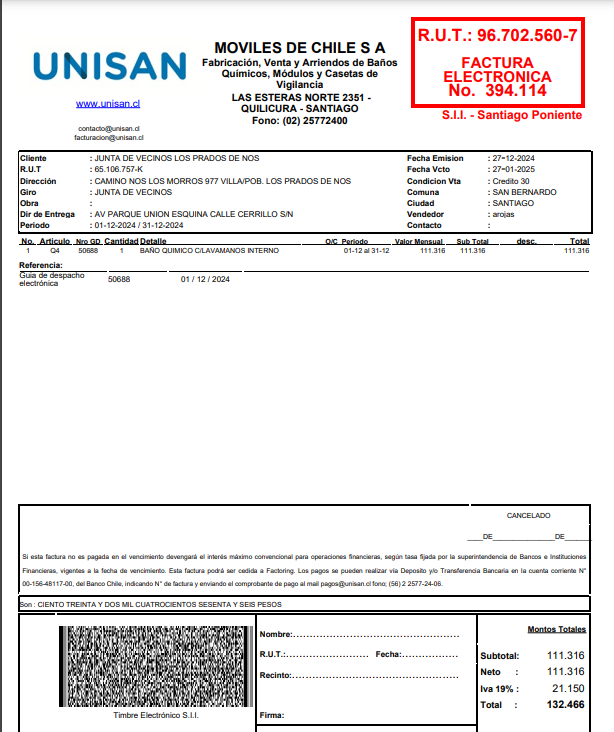 UNISAN
www.unisan.cl
contacto@unisan.cl
facturacion@unisan.cl
MOVILES DE CHILE S A
Fabricación, Venta y Arriendos de Baños
Químicos, Módulos y Casetas de
Vigilancia
LAS ESTERAS NORTE 2351 -
QUILICURA - SANTIAGO
Fono: (02) 25772400
R.U.T.: 96.702.560-7
FACTURA
ELECTRONICA
No. 394.114
S.I.I. - Santiago Poniente
Cliente : JUNTA DE VECINOS LOS PRADOS DE NOS Fecha Emision : 27-12-2024
R.U.T : 65.106.757-K Fecha Vcto : 27-01-2025
Dirección : CAMINO NOS LOS MORROS 977 VILLA/POB. LOS PRADOS DE NOS Condicion Vta : Credito 30
Giro : JUNTA DE VECINOS Comuna : SAN BERNARDO
Obra : Ciudad : SANTIAGO
Dir de Entrega : AV PARQUE UNION ESQUINA CALLE CERRILLO S/N Vendedor : arojas
Periodo : 01-12-2024 / 31-12-2024 Contacto :
No. Articulo Nro GD Cantidad Detalle O/C Periodo Valor Mensual Sub Total desc. Total
1 Q4 50688 1 BAÑO QUIMICO C/LAVAMANOS INTERNO 01-12 al 31-12 111.316 111.316 111.316
Referencia:
Guia de despacho 50688 01 / 12 / 2024
electrónica
CANCELADO
____DE______________DE______
Si esta factura no es pagada en el vencimiento devengará el interés máximo convencional para operaciones financieras, según tasa fijada por la superintendencia de Bancos e Instituciones
Financieras, vigentes a la fecha de vencimiento. Esta factura podrá ser cedida a Factoring. Los pagos se pueden realizar vía Deposito y/o Transferencia Bancaria en la cuenta corriente N°
00-156-48117-00, del Banco Chile, indicando N° de factura y enviando el comprobante de pago al mail pagos@unisan.cl fono; (56) 2 2577-24-06.
Son : CIENTO TREINTA Y DOS MIL CUATROCIENTOS SESENTA Y SEIS PESOS
Timbre Electrónico S.I.I.
Nombre:..........................................
R.U.T.:..................... Fecha:..............
Recinto:..........................................
Firma:
Montos Totales
Subtotal: 111.316
Neto : 111.316
Iva 19% : 21.150
Total : 132.466